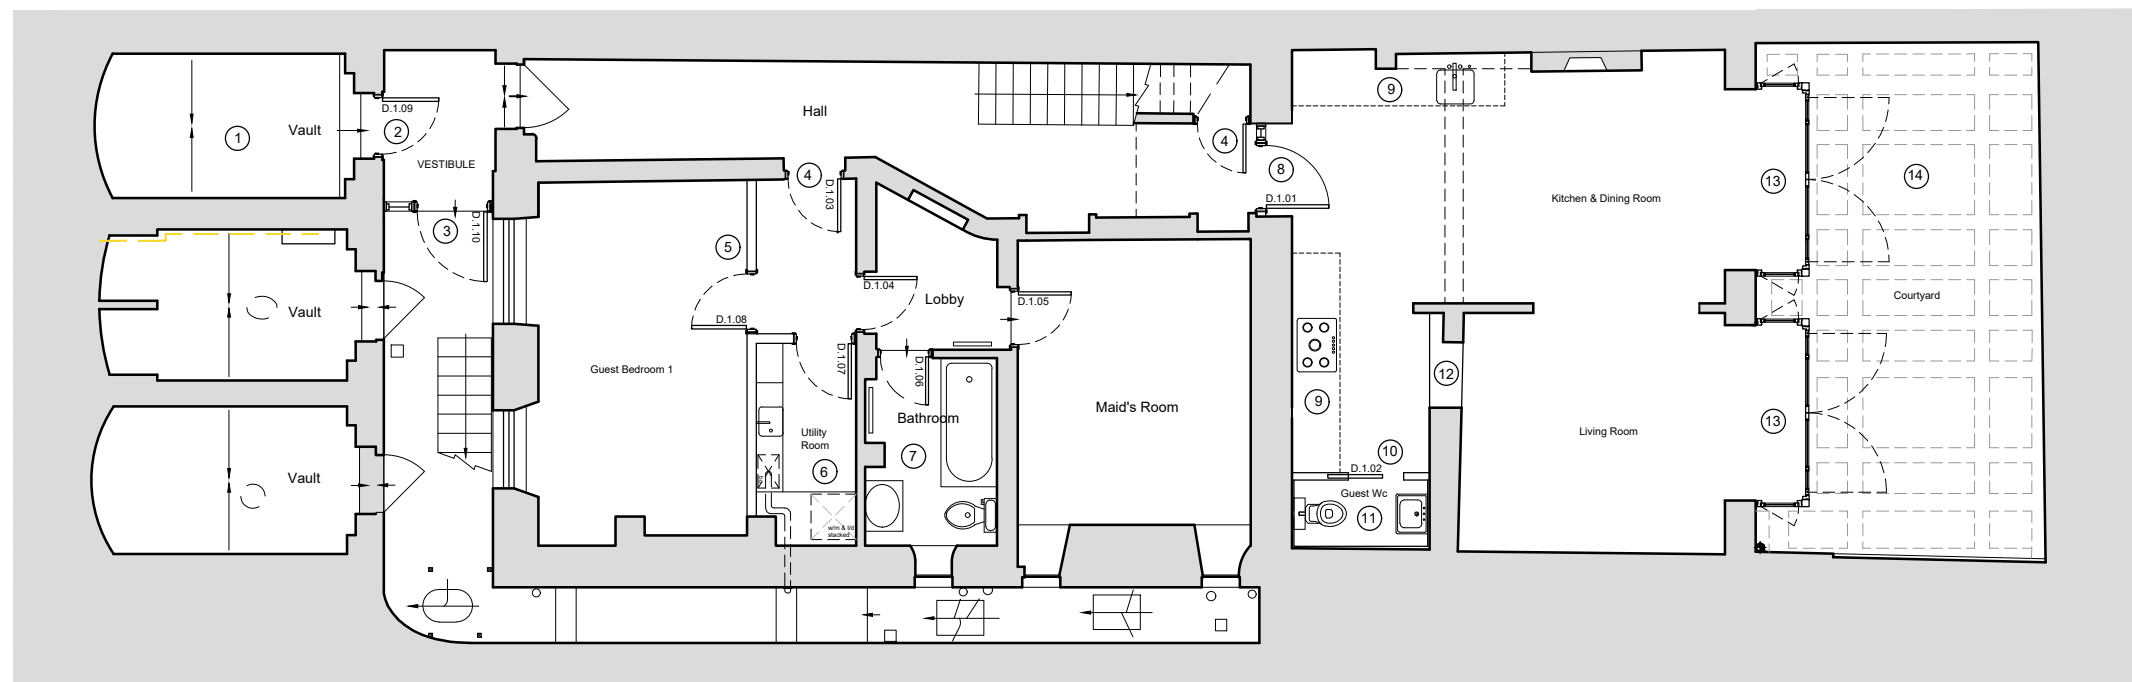 1
Vault
2
D.1.09
VESTIBULE
3
D.1.10
Vault
Vault
Hall
4
D.1.03
5
D.1.08
Guest Bedroom 1
D.1.07
Utility
Room
6
w/m & t/d
stacked
D.1.04
Lobby
D.1.05
D.1.06
Bathroom
7
Maid's Room
4
8
D.1.01
9
Kitchen & Dining Room
9
10
D.1.02
Guest Wc
11
12
Living Room
13
13
14
Courtyard